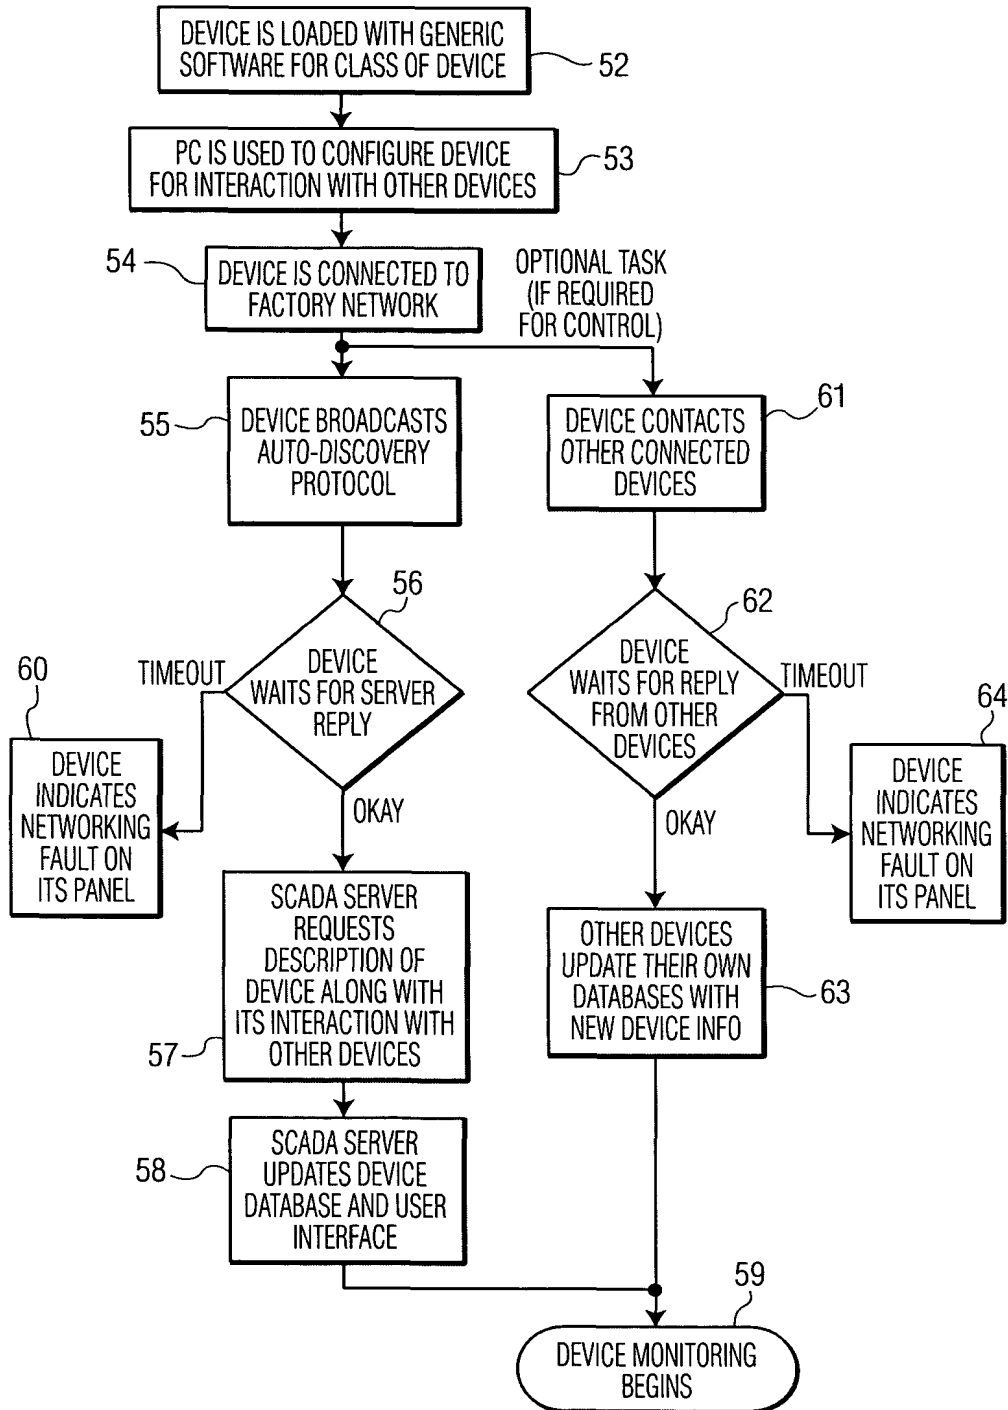 DEVICE IS LOADED WITH GENERIC
SOFTWARE FOR CLASS OF DEVICE
52
PC IS USED TO CONFIGURE DEVICE
FOR INTERACTION WITH OTHER DEVICES
53
54
DEVICE IS CONNECTED TO
FACTORY NETWORK
OPTIONAL TASK
(IF REQUIRED
FOR CONTROL)
55
DEVICE BROADCASTS
AUTO-DISCOVERY
PROTOCOL
61
DEVICE CONTACTS
OTHER CONNECTED
DEVICES
56
DEVICE
WAITS FOR SERVER
REPLY
TIMEOUT
OKAY
60
DEVICE
INDICATES
NETWORKING
FAULT ON
ITS PANEL
62
DEVICE
WAITS FOR REPLY
FROM OTHER
DEVICES
TIMEOUT
OKAY
64
DEVICE
INDICATES
NETWORKING
FAULT ON
ITS PANEL
SCADA SERVER
REQUESTS
DESCRIPTION OF
DEVICE ALONG WITH
ITS INTERACTION WITH
OTHER DEVICES
57
OTHER DEVICES
UPDATE THEIR OWN
DATABASES WITH
NEW DEVICE INFO
63
58
SCADA SERVER
UPDATES DEVICE
DATABASE AND USER
INTERFACE
59
DEVICE MONITORING
BEGINS